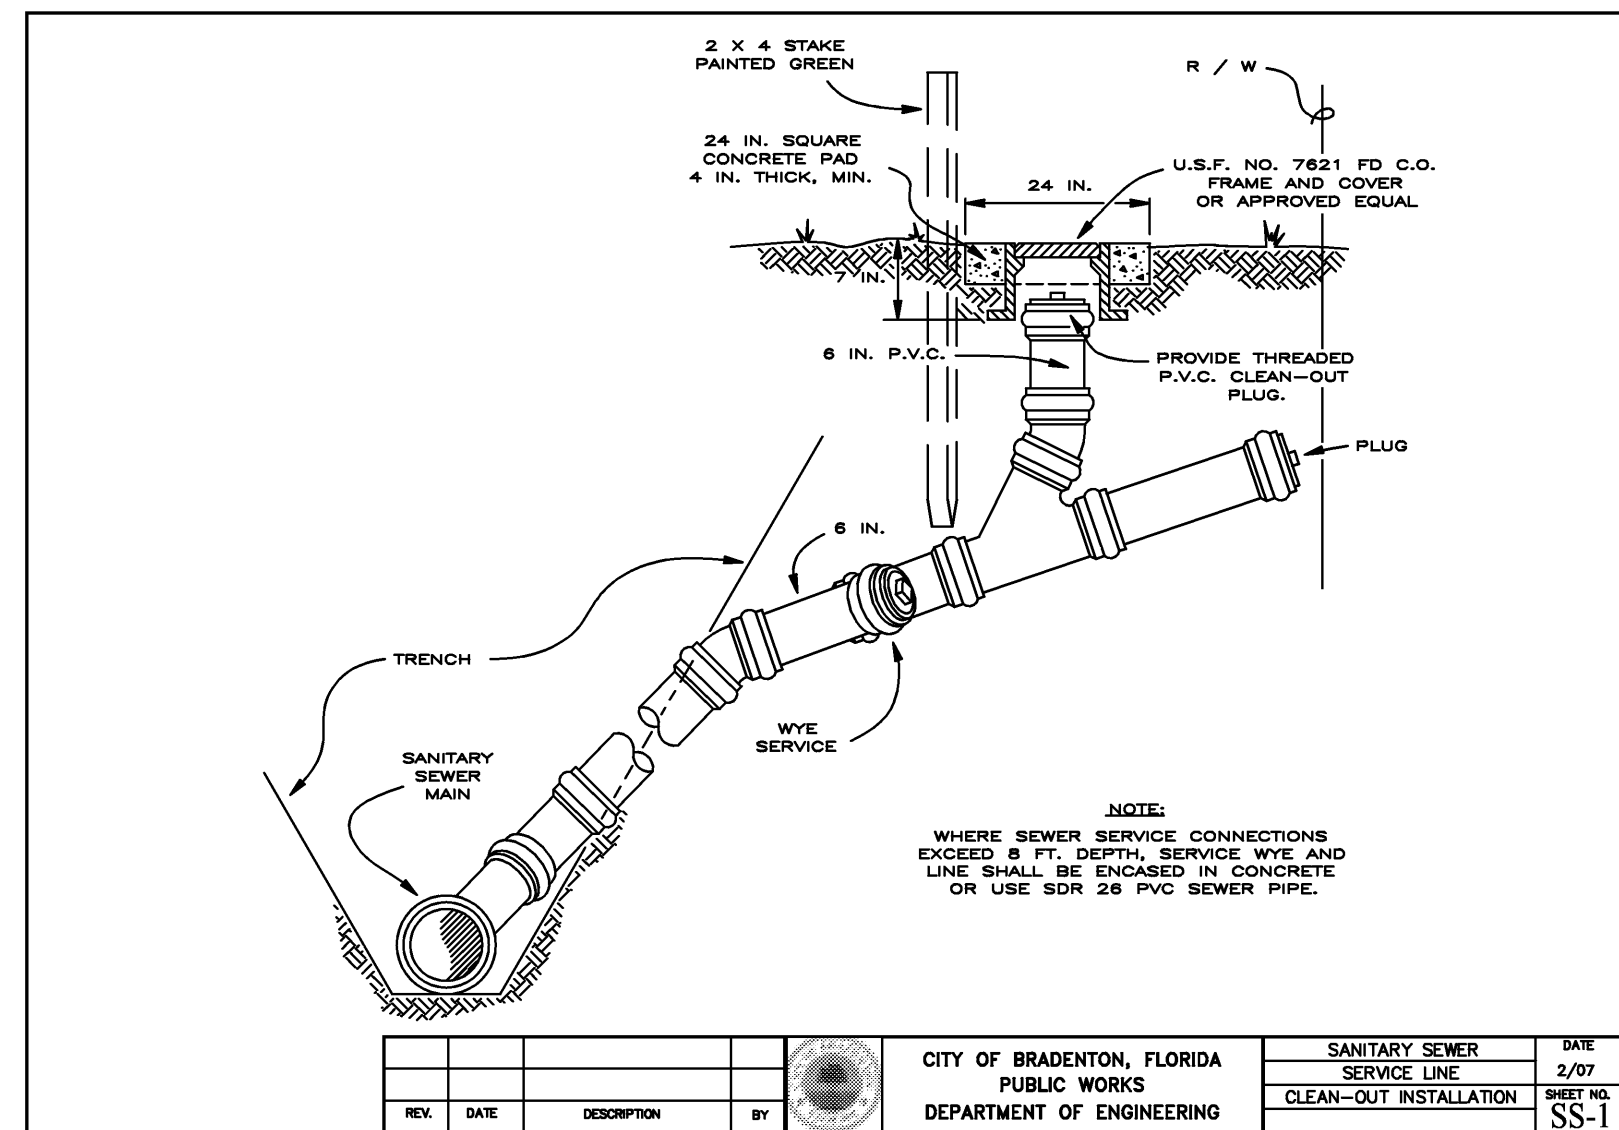 2 X 4 STAKE
PAINTED GREEN
R / W
24 IN. SQUARE
CONCRETE PAD
4 IN. THICK, MIN.
24 IN.
U.S.F. NO. 7621 FD C.O.
FRAME AND COVER
OR APPROVED EQUAL
7 IN.
6 IN. P.V.C.
PROVIDE THREADED
P.V.C. CLEAN-OUT
PLUG.
PLUG
6 IN.
TRENCH
WYE
SERVICE
SANITARY
SEWER
MAIN
NOTE:
WHERE SEWER SERVICE CONNECTIONS
EXCEED 8 FT. DEPTH, SERVICE WYE AND
LINE SHALL BE ENCASED IN CONCRETE
OR USE SDR 26 PVC SEWER PIPE.
REV.
DATE
DESCRIPTION
BY
CITY OF BRADENTON, FLORIDA
PUBLIC WORKS
DEPARTMENT OF ENGINEERING
SANITARY SEWER
SERVICE LINE
CLEAN-OUT INSTALLATION
DATE
2/07
SHEET NO.
SS-1